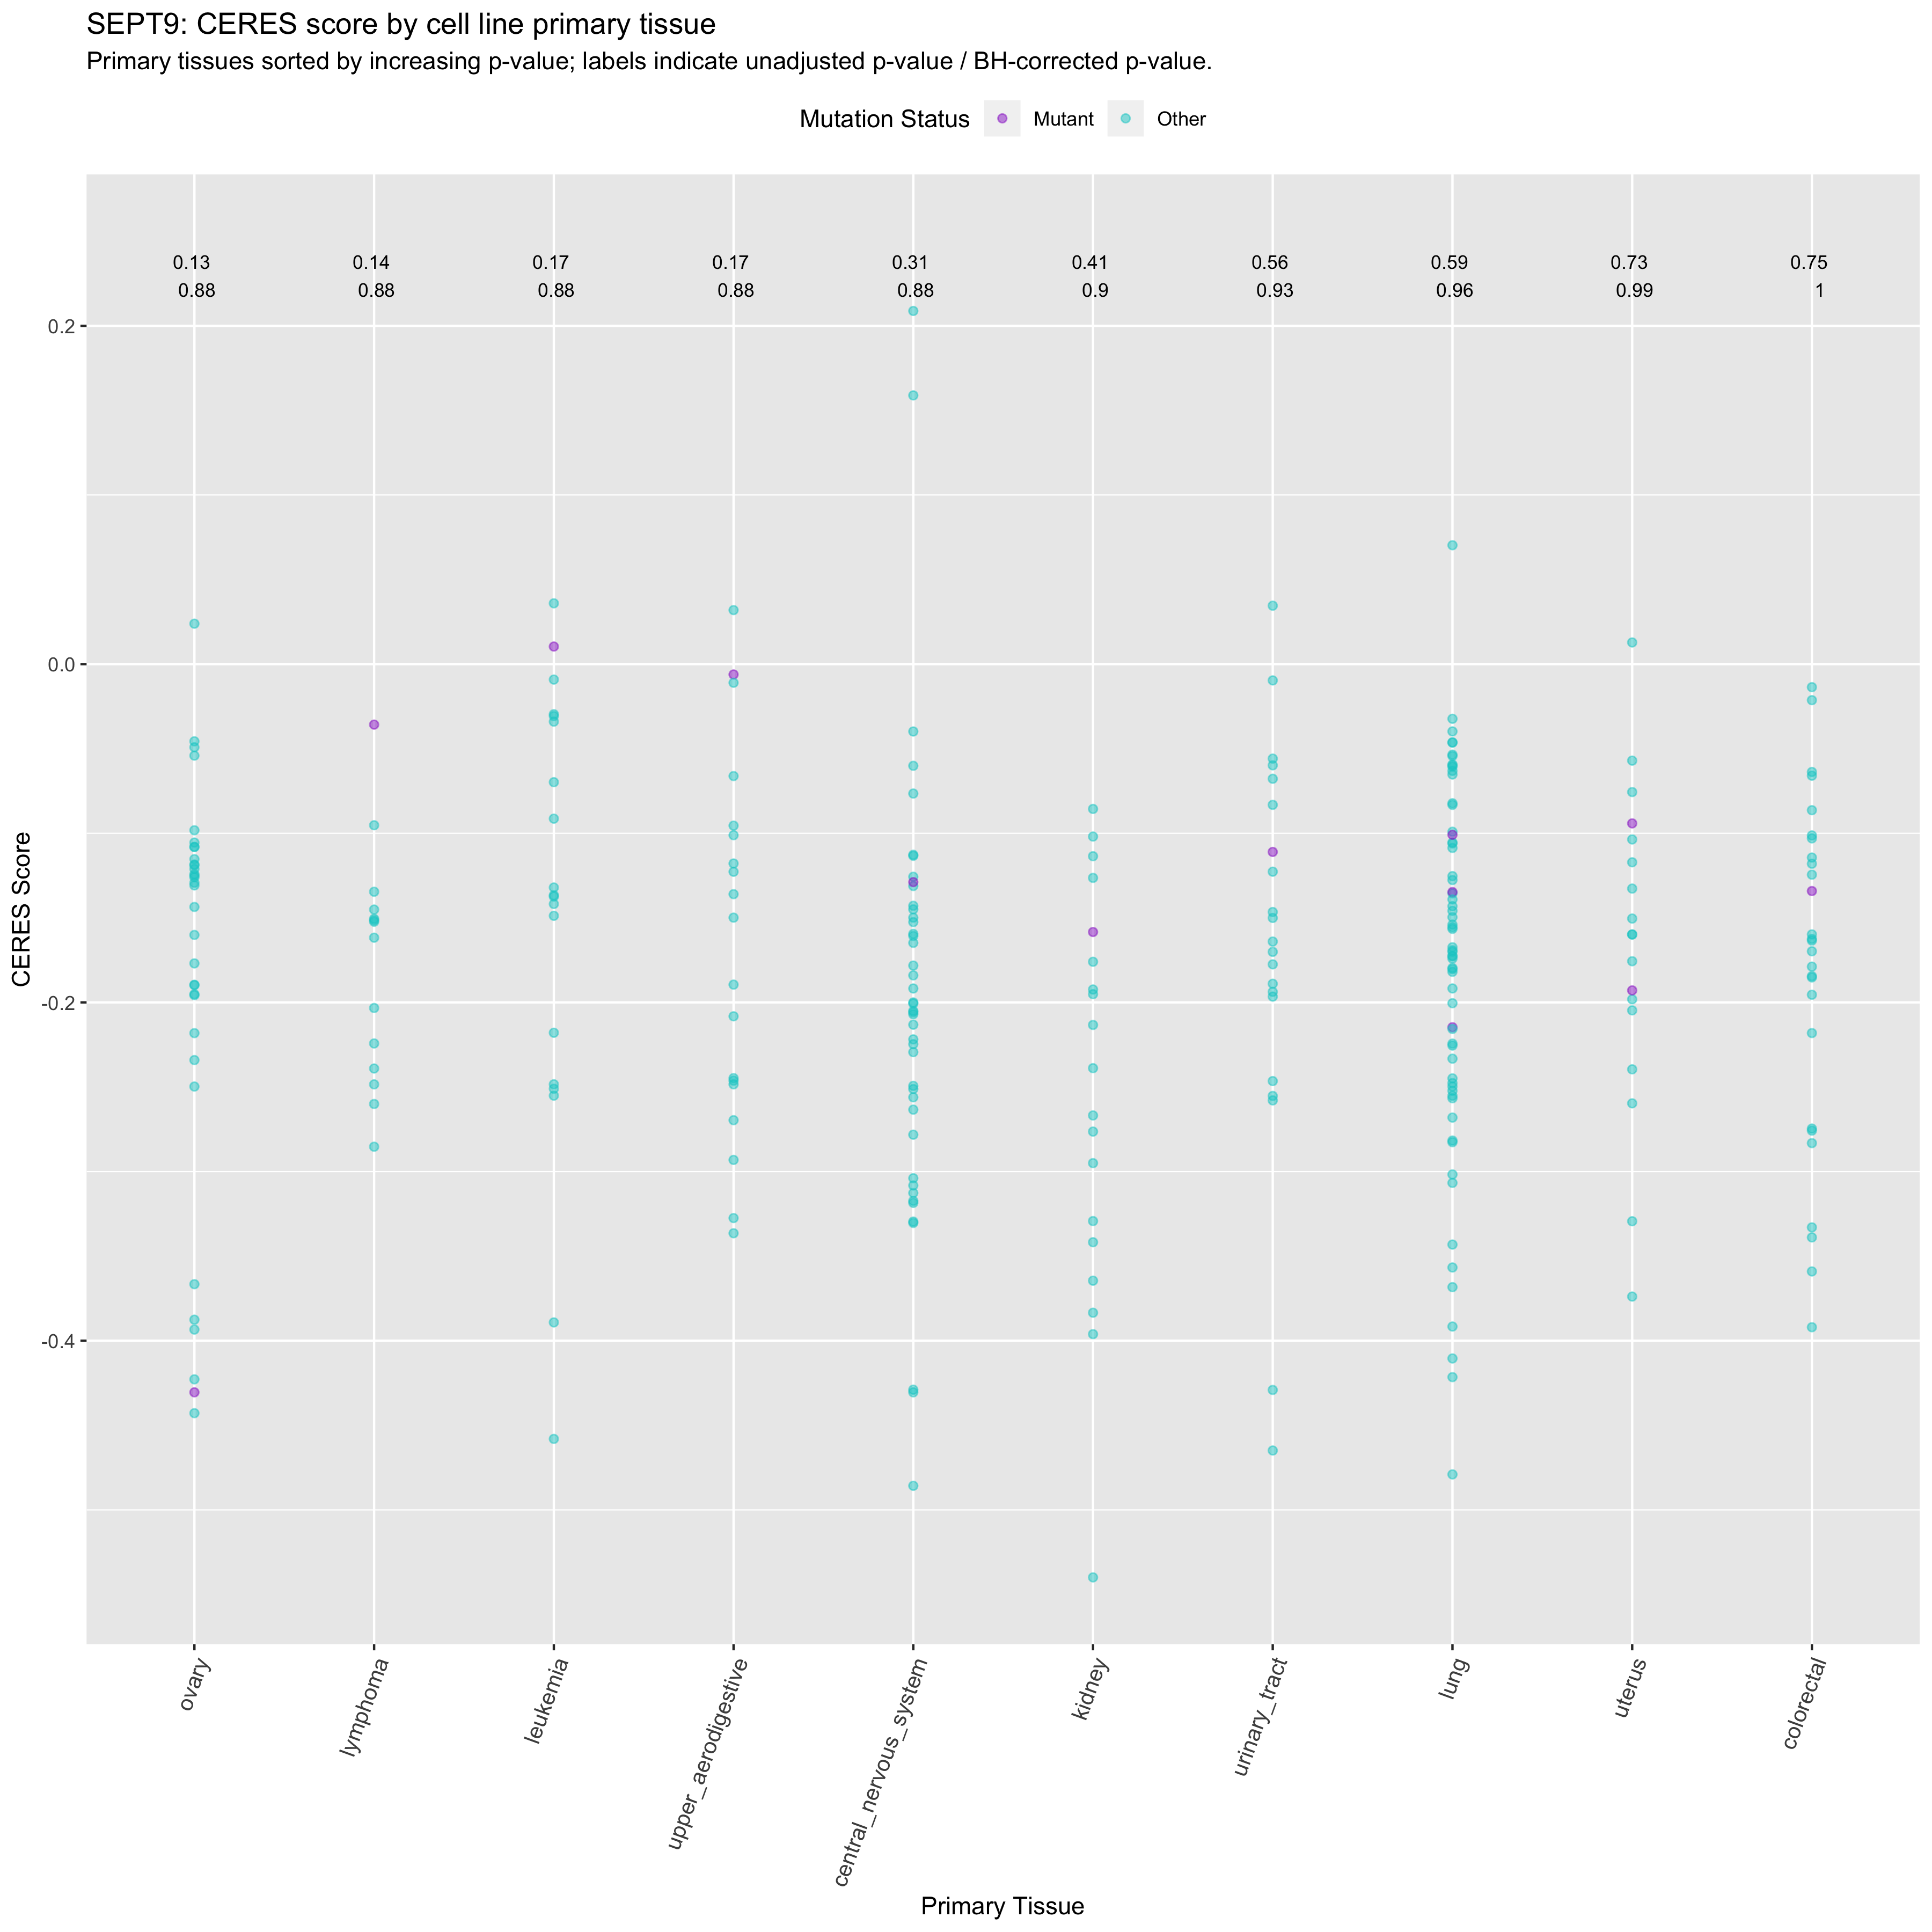 SEPT9: CERES score by cell line primary tissue
Primary tissues sorted by increasing p-value; labels indicate unadjusted p-value / BH-corrected p-value.
Mutation Status Mutant Other
0.13 0.14 0.17 0.17 0.31 0.41 0.56 0.59 0.73 0.75
0.88 0.88 0.88 0.88 0.88 0.9 0.93 0.96 0.99 1
0.2
0.0
-0.2
-0.4
CERES Score
ovary lymphoma leukemia upper_aerodigestive central_nervous_system kidney urinary_tract lung uterus colorectal
Primary Tissue